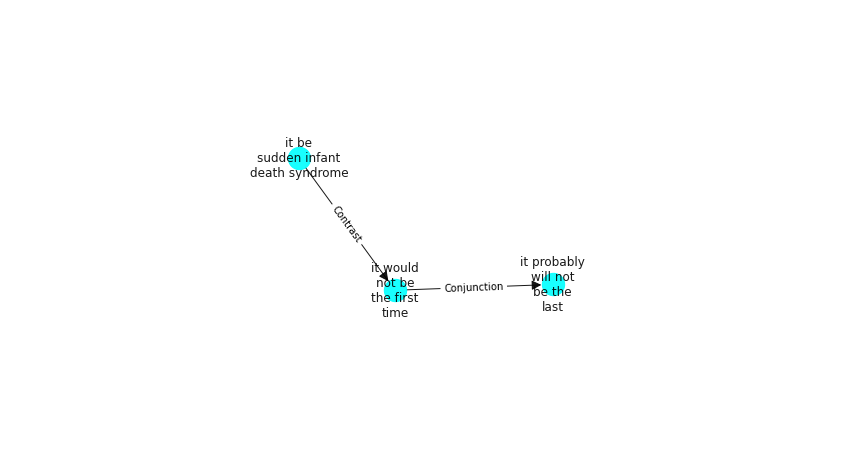 it be
sudden infant
death syndrome
Contrast
it would
not be
the first
time
Conjunction
it probably
will not
be the
last